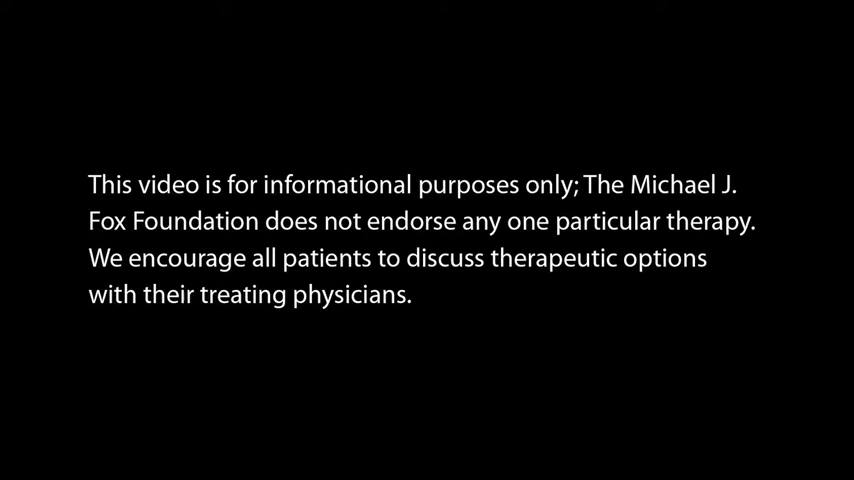 This video is for informational purposes only; The Michael J.
Fox Foundation does not endorse any one particular therapy.
We encourage all patients to discuss therapeutic options
with their treating physicians.